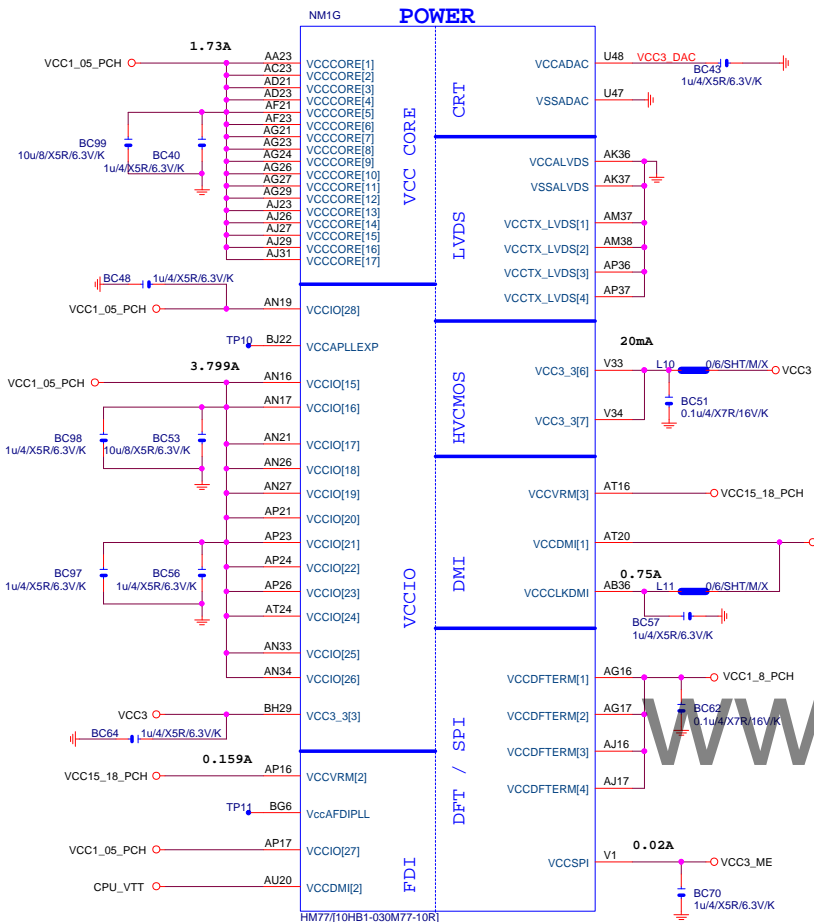 NM1G
POWER
VCC1_05_PCH
1.73A
AA23 VCCCORE[1]
AC23 VCCCORE[2]
AD21 VCCCORE[3]
AD23 VCCCORE[4]
AF21 VCCCORE[5]
AF23 VCCCORE[6]
AG21 VCCCORE[7]
AG23 VCCCORE[8]
AG24 VCCCORE[9]
AG26 VCCCORE[10]
AG27 VCCCORE[11]
AG29 VCCCORE[12]
AJ23 VCCCORE[13]
AJ26 VCCCORE[14]
AJ27 VCCCORE[15]
AJ29 VCCCORE[16]
AJ31 VCCCORE[17]
BC99
10u/8/X5R/6.3V/K
BC40
1u/4/X5R/6.3V/K
VCC CORE
BC48 1u/4/X5R/6.3V/K
VCC1_05_PCH
AN19 VCCIO[28]
TP10
BJ22 VCCAPLLEXP
3.799A
VCC1_05_PCH
AN16 VCCIO[15]
AN17 VCCIO[16]
AN21 VCCIO[17]
AN26 VCCIO[18]
AN27 VCCIO[19]
AP21 VCCIO[20]
AP23 VCCIO[21]
AP24 VCCIO[22]
AP26 VCCIO[23]
AT24 VCCIO[24]
AN33 VCCIO[25]
AN34 VCCIO[26]
BC98
1u/4/X5R/6.3V/K
BC53
10u/8/X5R/6.3V/K
BC97
1u/4/X5R/6.3V/K
BC56
1u/4/X5R/6.3V/K
VCCIO
VCC3
BH29 VCC3_3[3]
BC64 1u/4/X5R/6.3V/K
0.159A
VCC15_18_PCH
AP16 VCCVRM[2]
TP11
BG6 VccAFDIPLL
VCC1_05_PCH
AP17 VCCIO[27]
CPU_VTT
AU20 VCCDMI[2]
FDI
HM77/[10HB1-030M77-10R]
CRT
VCCADAC U48 VCC3_DAC
BC43
1u/4/X5R/6.3V/K
VSSADAC U47
LVDS
VCCALVDS AK36
VSSALVDS AK37
VCCTX_LVDS[1] AM37
VCCTX_LVDS[2] AM38
VCCTX_LVDS[3] AP36
VCCTX_LVDS[4] AP37
HVCMOS
20mA
VCC3_3[6] V33
L10 0/6/SHT/M/X
VCC3
BC51
0.1u/4/X7R/16V/K
VCC3_3[7] V34
DMI
VCCVRM[3] AT16
VCC15_18_PCH
VCCDMI[1] AT20
0.75A
VCCCLKDMI AB36
L11 0/6/SHT/M/X
BC57
1u/4/X5R/6.3V/K
DFT / SPI
VCCDFTERM[1] AG16
VCC1_8_PCH
VCCDFTERM[2] AG17
VCCDFTERM[3] AJ16
VCCDFTERM[4] AJ17
BC62
0.1u/4/X7R/16V/K
ww
0.02A
VCCSPI V1
VCC3_ME
BC70
1u/4/X5R/6.3V/K